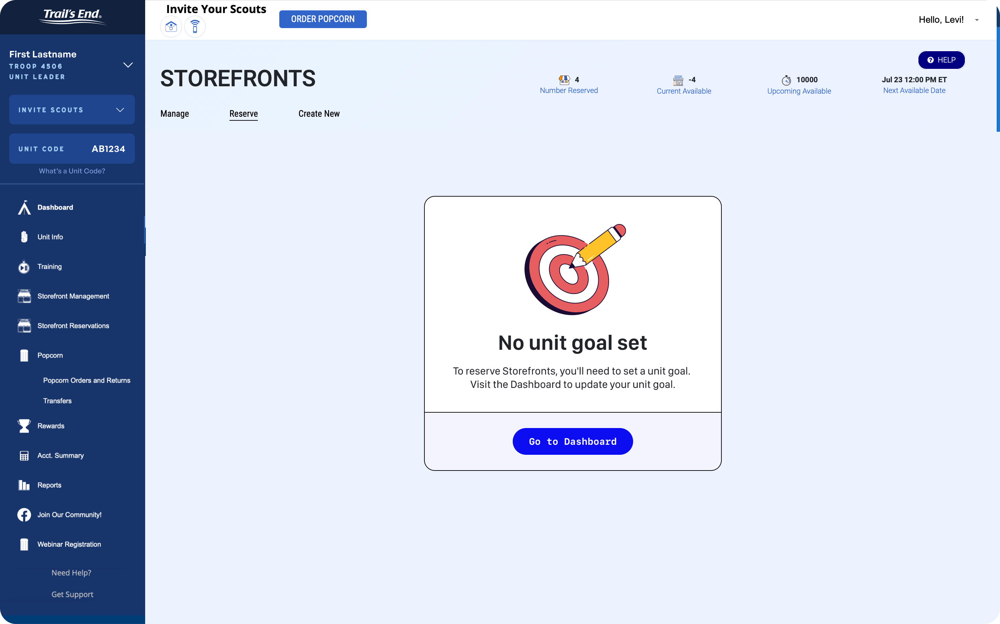 Trail's End®
First Lastname
TROOP 4506
UNIT LEADER
INVITE SCOUTS
UNIT CODE AB1234
What's a Unit Code?
Dashboard
Unit Info
Training
Storefront Management
Storefront Reservations
Popcorn
Popcorn Orders and Returns
Transfers
Rewards
Acct. Summary
Reports
Join Our Community!
Webinar Registration
Need Help?
Get Support
Invite Your Scouts
ORDER POPCORN
Hello, Levi!
HELP
STOREFRONTS
4
Number Reserved
SHOP
-4
Current Available
10000
Upcoming Available
Jul 23 12:00 PM ET
Next Available Date
Manage
Reserve
Create New
No unit goal set
To reserve Storefronts, you'll need to set a unit goal.
Visit the Dashboard to update your unit goal.
Go to Dashboard